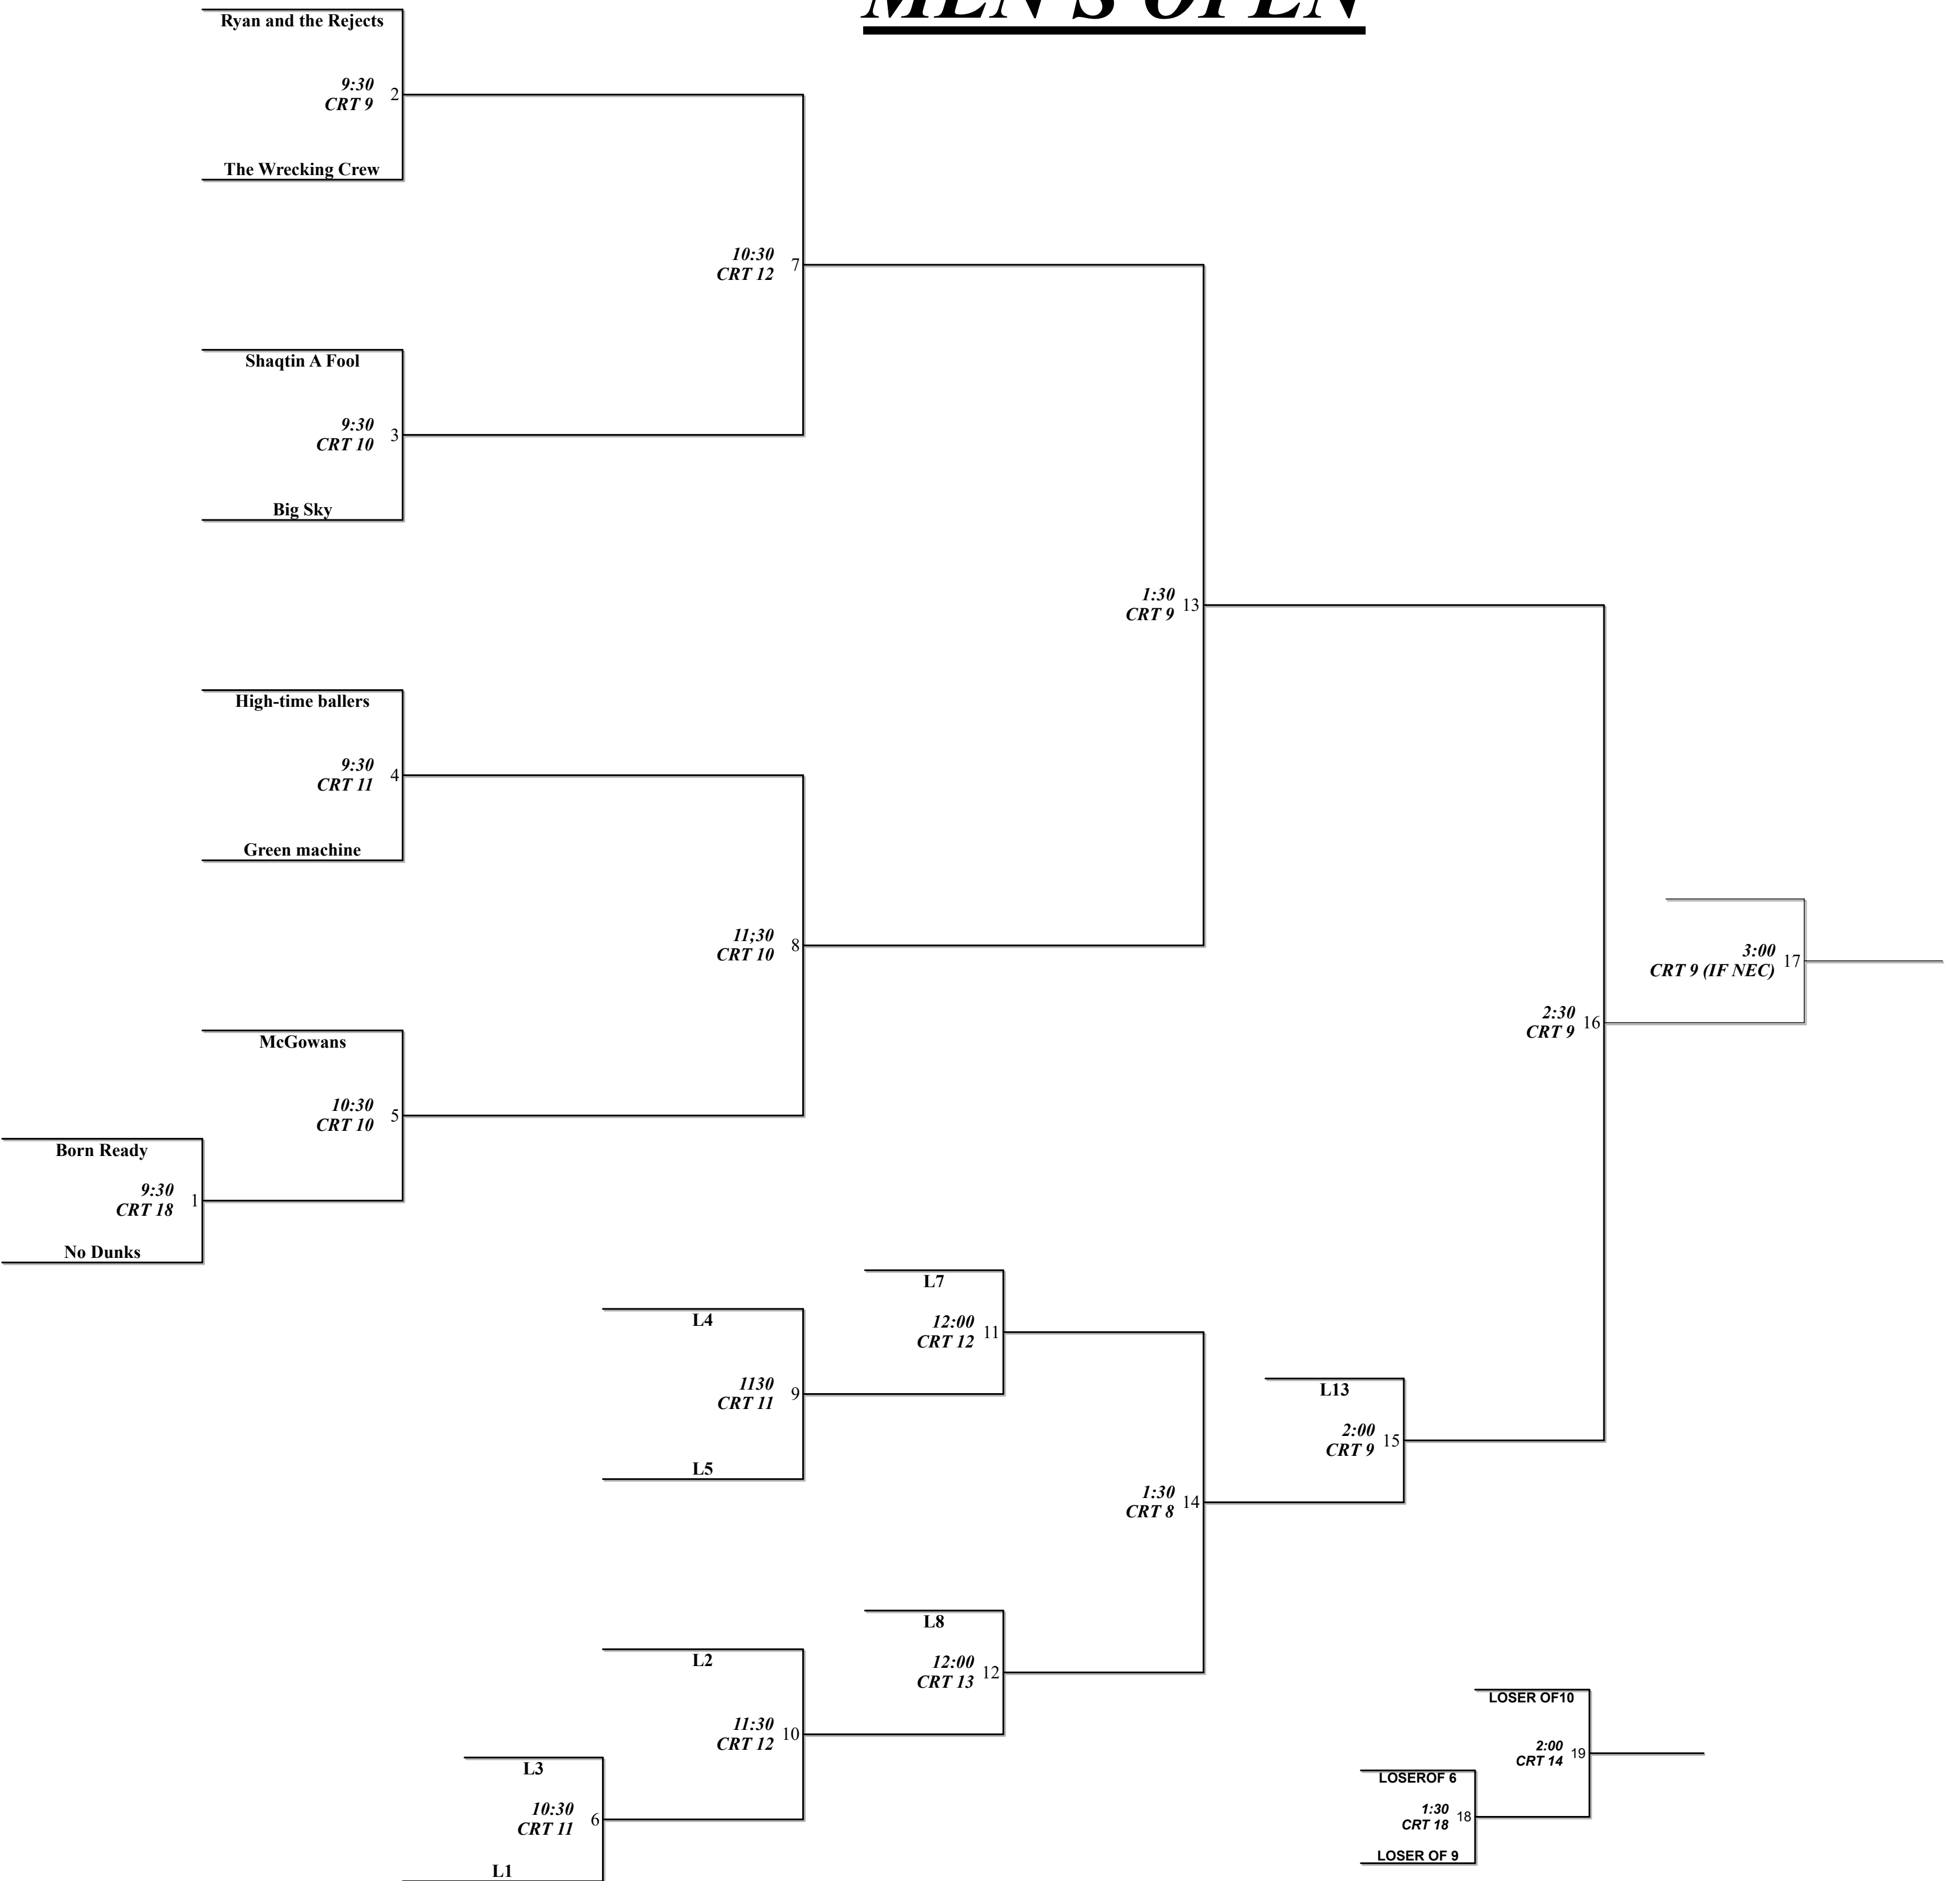 MEN'S OPEN
Ryan and the Rejects
9:30
CRT 9
2
The Wrecking Crew
10:30
CRT 12
7
Shaqtin A Fool
9:30
CRT 10
3
Big Sky
1:30
CRT 9
13
High-time ballers
9:30
CRT 11
4
Green machine
11;30
CRT 10
8
3:00
CRT 9 (IF NEC)
17
2:30
CRT 9
16
McGowans
10:30
CRT 10
5
Born Ready
9:30
CRT 18
1
No Dunks
L7
12:00
CRT 12
11
L4
1130
CRT 11
9
L5
L13
2:00
CRT 9
15
1:30
CRT 8
14
L8
12:00
CRT 13
12
L2
11:30
CRT 12
10
L3
10:30
CRT 11
6
L1
LOSER OF10
2:00
CRT 14
19
LOSEROF 6
1:30
CRT 18
18
LOSER OF 9